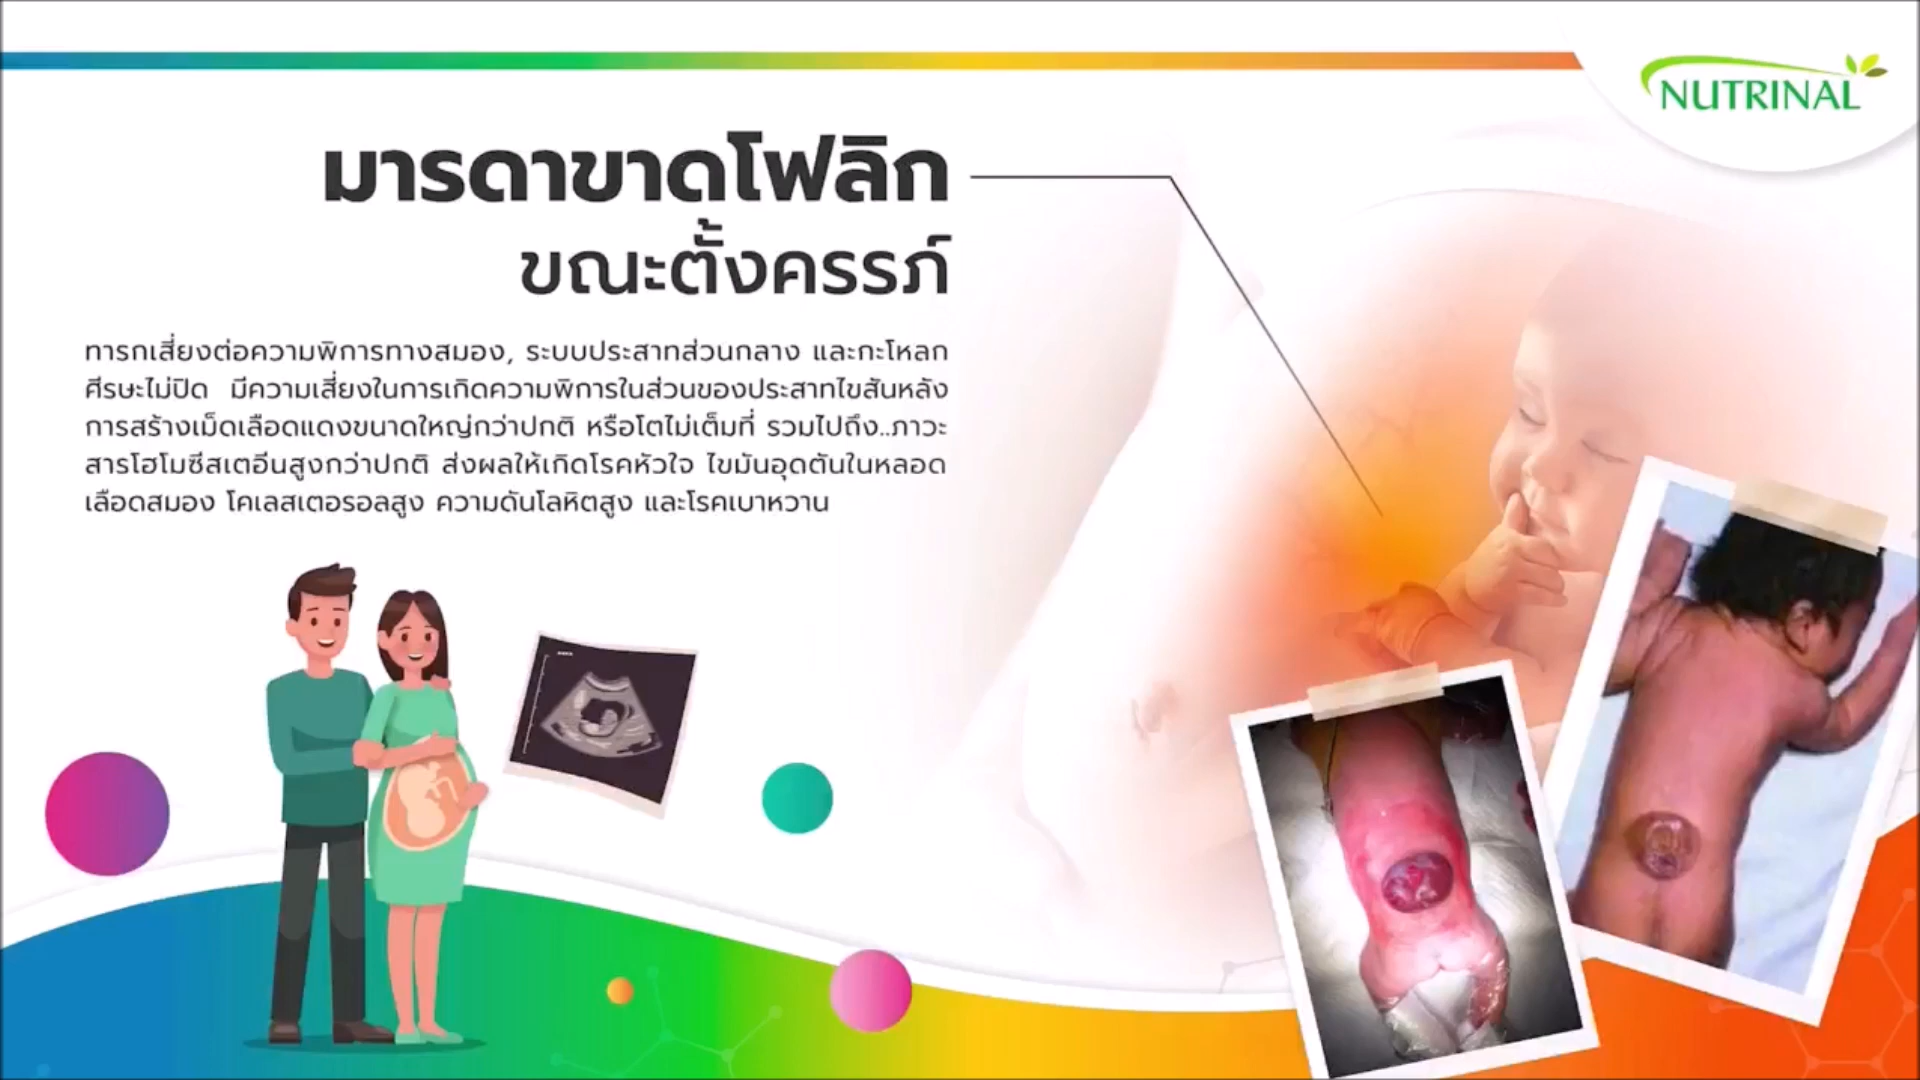 NUTRINAL
มารดาขาดโฟลิก
ขณะตั้งครรภ์
ทารกเสี่ยงต่อความพิการทางสมอง, ระบบประสาทส่วนกลาง และกะโหลก
ศีรษะไม่ปิด มีความเสี่ยงในการเกิดความพิการในส่วนของประสาทไขสันหลัง
การสร้างเม็ดเลือดแดงขนาดใหญ่กว่าปกติ หรือโตไม่เต็มที่ รวมไปถึง..ภาวะ
สารโฮโมซีสเตอีนสูงกว่าปกติ ส่งผลให้เกิดโรคหัวใจ ไขมันอุดตันในหลอด
เลือดสมอง โคเลสเตอรอลสูง ความดันโลหิตสูง และโรคเบาหวาน